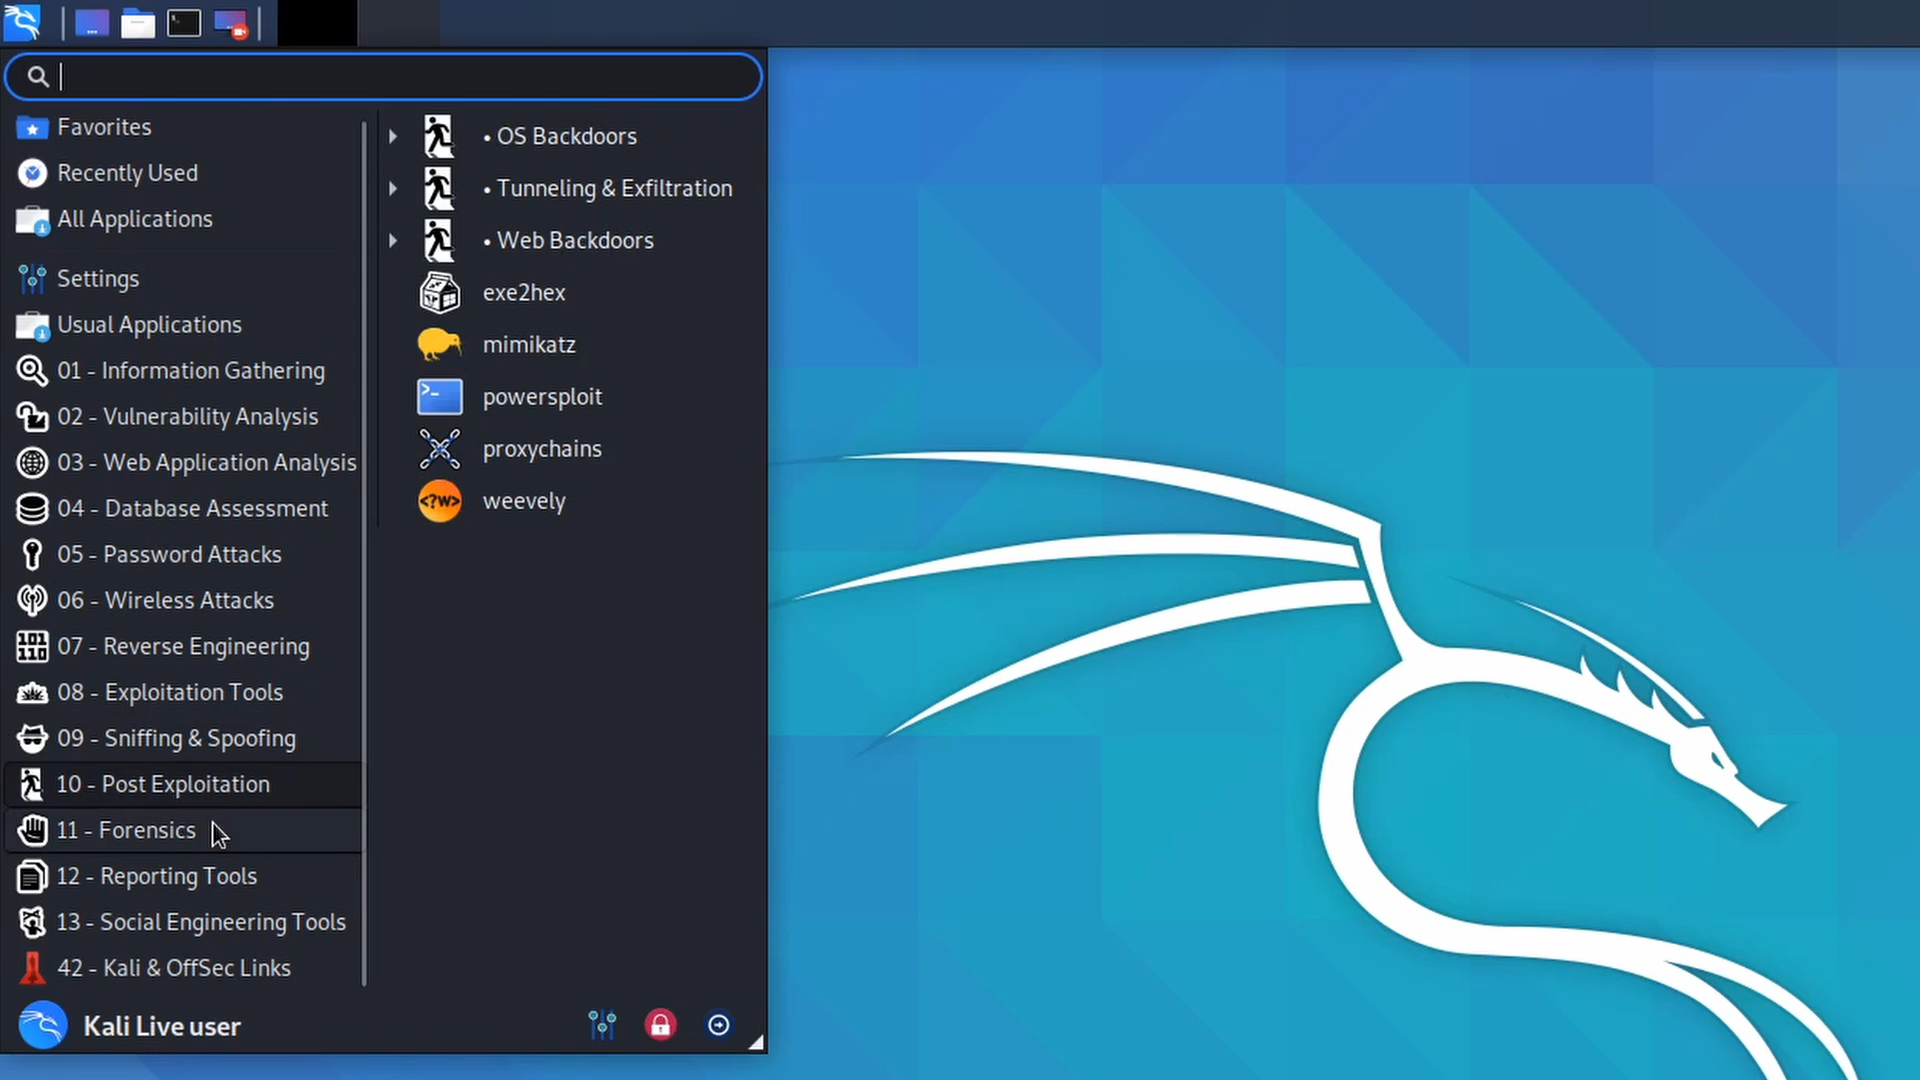 Favorites
Recently Used
All Applications
Settings
Usual Applications
01 - Information Gathering
02 - Vulnerability Analysis
03 - Web Application Analysis
04 - Database Assessment
05 - Password Attacks
06 - Wireless Attacks
07 - Reverse Engineering
08 - Exploitation Tools
09 - Sniffing & Spoofing
10 - Post Exploitation
11 - Forensics
12 - Reporting Tools
13 - Social Engineering Tools
42 - Kali & OffSec Links
• OS Backdoors
• Tunneling & Exfiltration
• Web Backdoors
exe2hex
mimikatz
powersploit
proxychains
<?w> weevely
Kali Live user